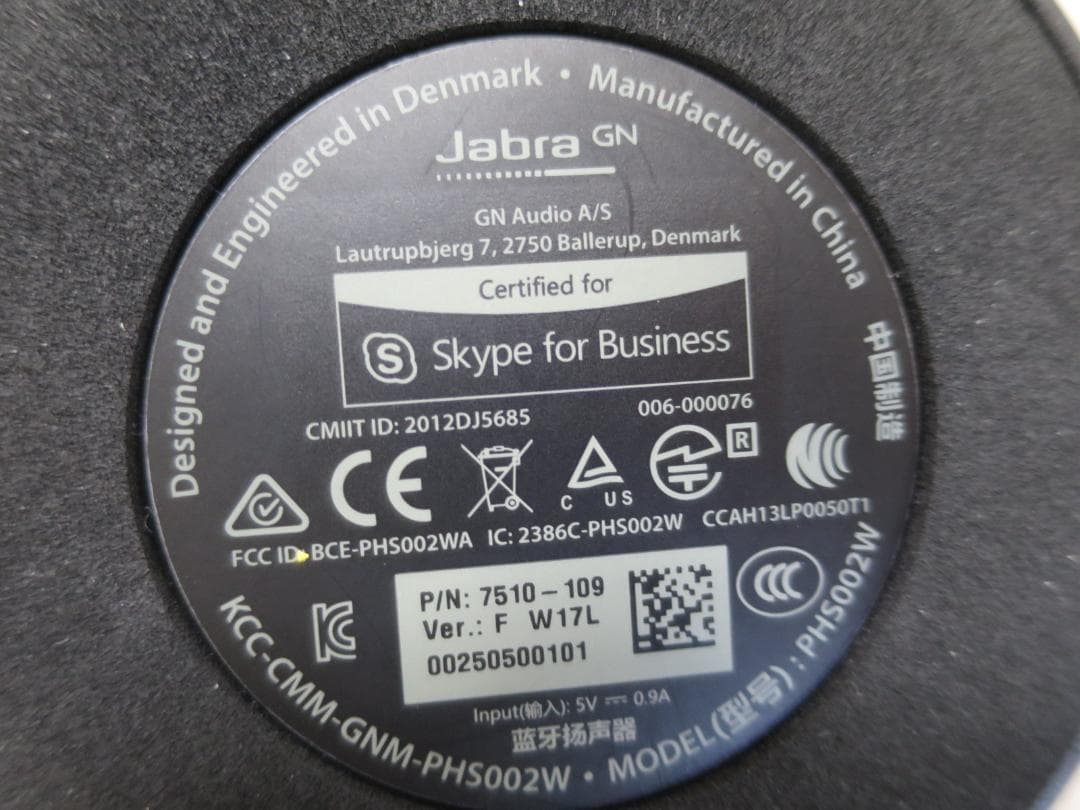 Designed and Engineered in Denmark • Manufactured in China
中国制造
Jabra GN
GN Audio A/S
Lautrupbjerg 7, 2750 Ballerup, Denmark
Certified for
S Skype for Business
CMIIT ID: 2012DJ5685
006-000076
R
CE
C US
FCC ID: BCE-PHS002WA IC: 2386C-PHS002W CCAH13LP0050T1
P/N: 7510-109
Ver.: F W17L
00250500101
Input(输入): 5V ⎓ 0.9A
蓝牙扬声器
KCC-CMM-GNM-PHS002W • MODEL(型号) : PHS002W